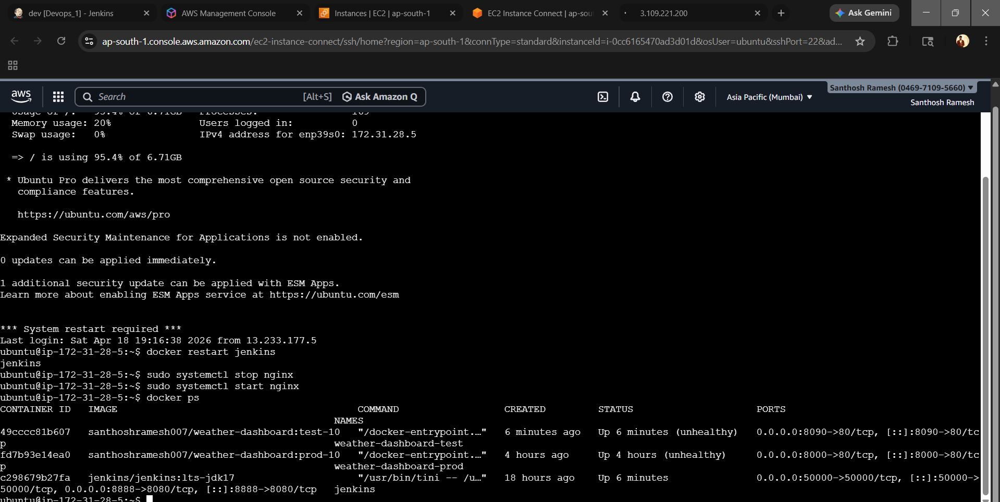 dev [Devops_1] - Jenkins
AWS Management Console
Instances | EC2 | ap-south-1
EC2 Instance Connect | ap-sou
3.109.221.200
Ask Gemini
ap-south-1.console.aws.amazon.com/ec2-instance-connect/ssh/home?region=ap-south-1&connType=standard&instanceId=i-0cc6165470ad3d01d&osUser=ubuntu&sshPort=22&ad...
aws
Search
[Alt+S]
Ask Amazon Q
Asia Pacific (Mumbai)
Santhosh Ramesh (0469-7109-5660)
Santhosh Ramesh
Usage of /: 95.4% of 6.71GB Processes: 169
Memory usage: 20% Users logged in: 0
Swap usage: 0% IPv4 address for enp39s0: 172.31.28.5
=> / is using 95.4% of 6.71GB
* Ubuntu Pro delivers the most comprehensive open source security and
compliance features.
https://ubuntu.com/aws/pro
Expanded Security Maintenance for Applications is not enabled.
0 updates can be applied immediately.
1 additional security update can be applied with ESM Apps.
Learn more about enabling ESM Apps service at https://ubuntu.com/esm
*** System restart required ***
Last login: Sat Apr 18 19:16:38 2026 from 13.233.177.5
ubuntu@ip-172-31-28-5:~$ docker restart jenkins
jenkins
ubuntu@ip-172-31-28-5:~$ sudo systemctl stop nginx
ubuntu@ip-172-31-28-5:~$ sudo systemctl start nginx
ubuntu@ip-172-31-28-5:~$ docker ps
CONTAINER ID IMAGE COMMAND CREATED STATUS PORTS
NAMES
49cccc81b607 santhoshramesh007/weather-dashboard:test-10 "/docker-entrypoint.…" 6 minutes ago Up 6 minutes (unhealthy) 0.0.0.0:8090->80/tcp, [::]:8090->80/tc
p weather-dashboard-test
fd7b93e14ea0 santhoshramesh007/weather-dashboard:prod-10 "/docker-entrypoint.…" 4 hours ago Up 4 hours (unhealthy) 0.0.0.0:8000->80/tcp, [::]:8000->80/tc
p weather-dashboard-prod
c298679b27fa jenkins/jenkins:lts-jdk17 "/usr/bin/tini -- /u…" 18 hours ago Up 6 minutes 0.0.0.0:50000->50000/tcp, [::]:50000->
50000/tcp, 0.0.0.0:8888->8080/tcp, [::]:8888->8080/tcp jenkins
ubuntu@ip-172-31-28-5:~$